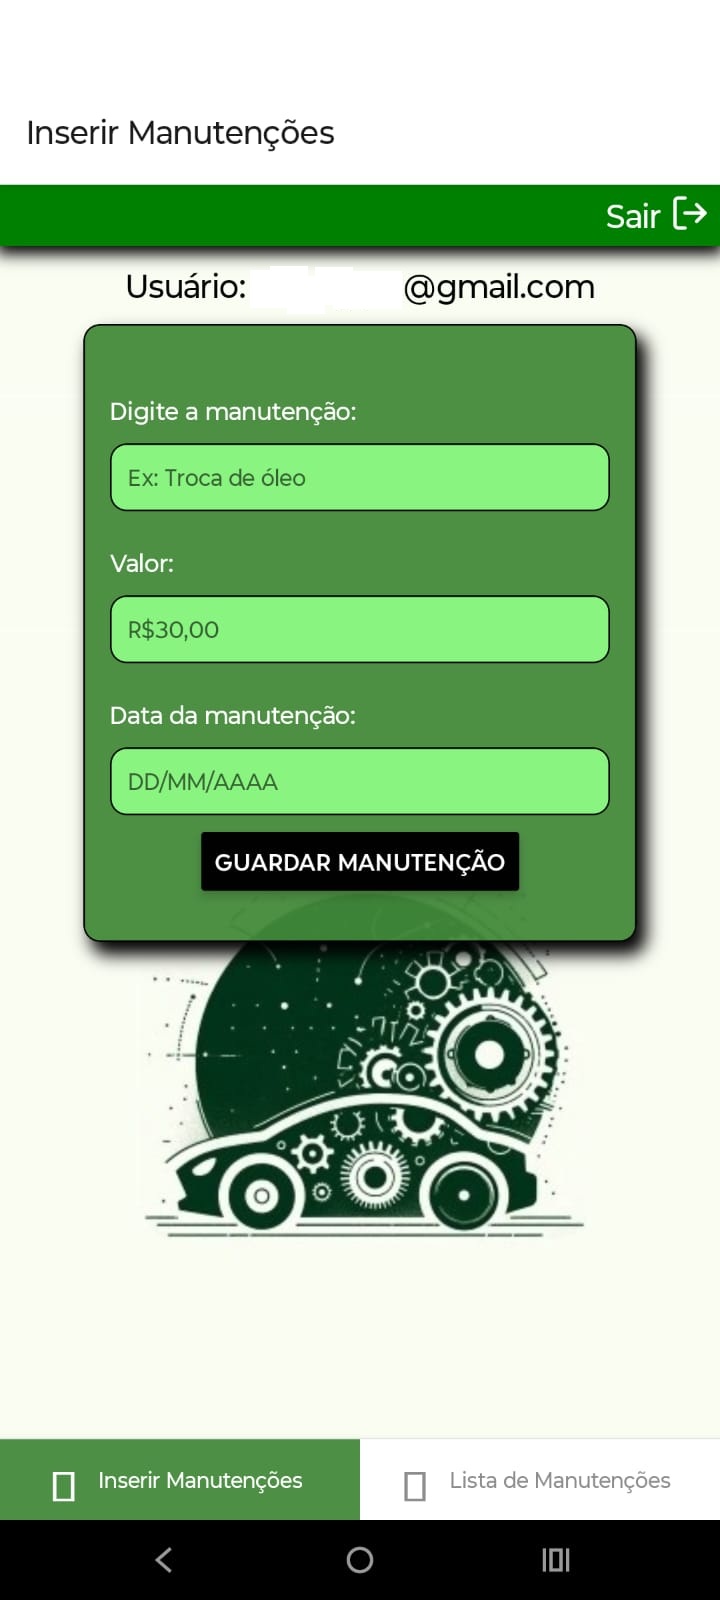 Inserir Manutenções
Sair
Usuário: @gmail.com
Digite a manutenção:
Ex: Troca de óleo
Valor:
R$30,00
Data da manutenção:
DD/MM/AAAA
GUARDAR MANUTENÇÃO
Inserir Manutenções
Lista de Manutenções